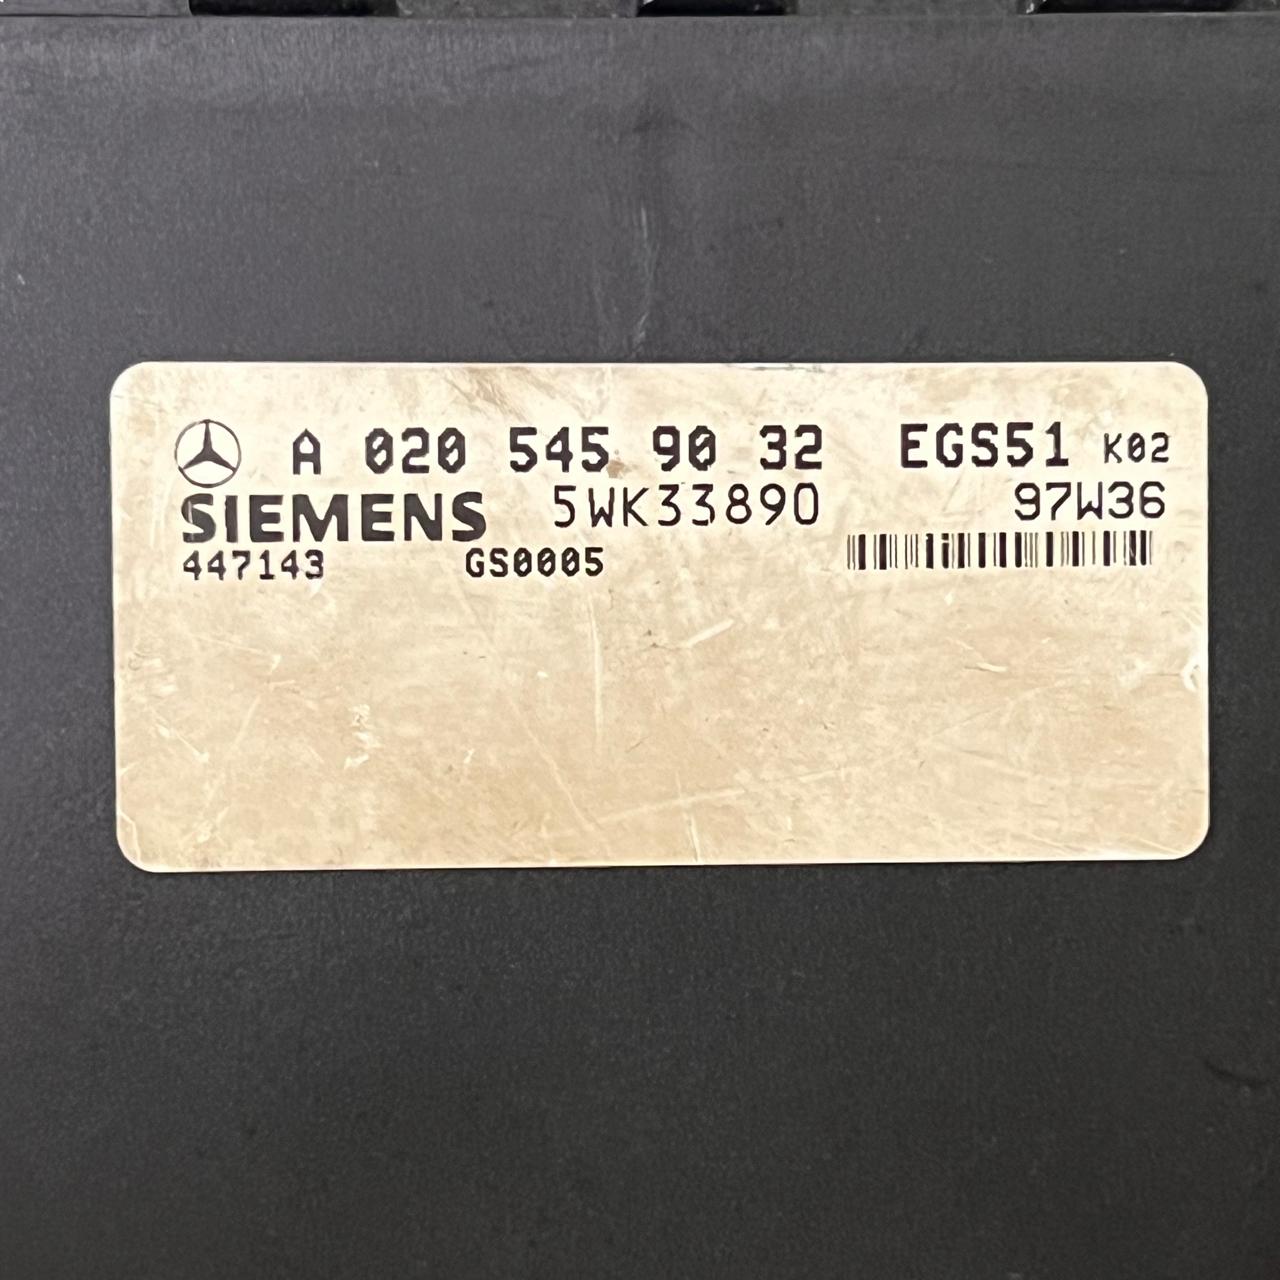 A 020 545 90 32 EGS51 K02
SIEMENS 5WK33890 97W36
447143 GS0005